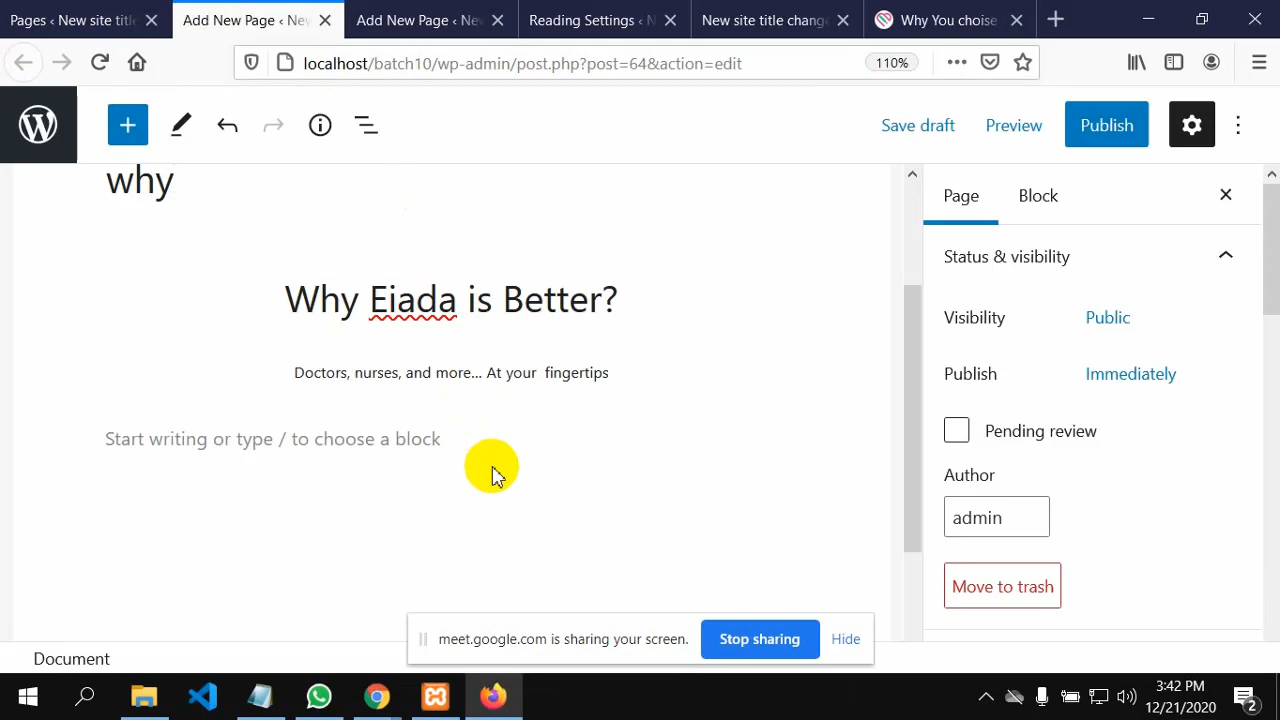 Pages ‹ New site titl
Add New Page ‹ New
Add New Page ‹ New
Reading Settings ‹ N
New site title chang
Why You choise
localhost/batch10/wp-admin/post.php?post=64&action=edit
110%
Save draft
Preview
Publish
why
Page
Block
Status & visibility
Why Eiada is Better?
Visibility
Public
Doctors, nurses, and more... At your fingertips
Publish
Immediately
Start writing or type / to choose a block
Pending review
Author
admin
Move to trash
meet.google.com is sharing your screen.
Stop sharing
Hide
Document
3:42 PM
12/21/2020
2